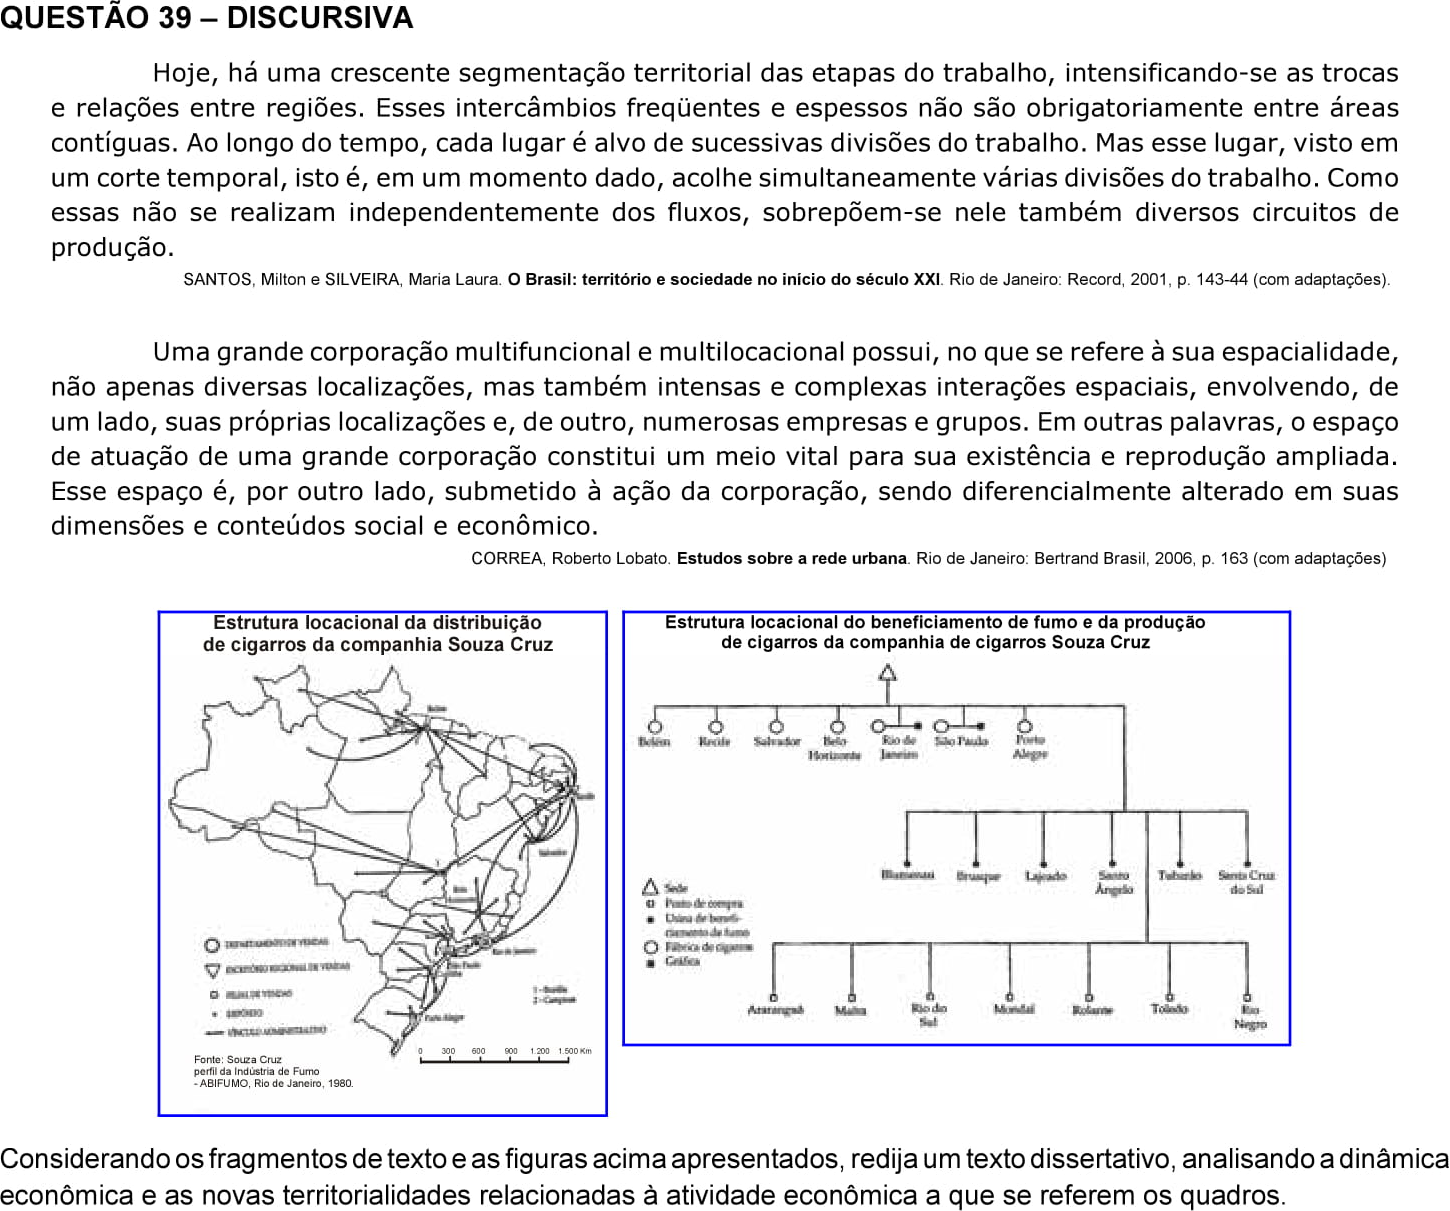 QUESTÃO 39 – DISCURSIVA
Hoje, há uma crescente segmentação territorial das etapas do trabalho, intensificando-se as trocas
e relações entre regiões. Esses intercâmbios freqüentes e espessos não são obrigatoriamente entre áreas
contíguas. Ao longo do tempo, cada lugar é alvo de sucessivas divisões do trabalho. Mas esse lugar, visto em
um corte temporal, isto é, em um momento dado, acolhe simultaneamente várias divisões do trabalho. Como
essas não se realizam independentemente dos fluxos, sobrepõem-se nele também diversos circuitos de
produção.
SANTOS, Milton e SILVEIRA, Maria Laura. O Brasil: território e sociedade no início do século XXI. Rio de Janeiro: Record, 2001, p. 143-44 (com adaptações).
Uma grande corporação multifuncional e multilocacional possui, no que se refere à sua espacialidade,
não apenas diversas localizações, mas também intensas e complexas interações espaciais, envolvendo, de
um lado, suas próprias localizações e, de outro, numerosas empresas e grupos. Em outras palavras, o espaço
de atuação de uma grande corporação constitui um meio vital para sua existência e reprodução ampliada.
Esse espaço é, por outro lado, submetido à ação da corporação, sendo diferencialmente alterado em suas
dimensões e conteúdos social e econômico.
CORREA, Roberto Lobato. Estudos sobre a rede urbana. Rio de Janeiro: Bertrand Brasil, 2006, p. 163 (com adaptações)
Estrutura locacional da distribuição
de cigarros da companhia Souza Cruz
Belém
Recife
Salvador
Belo
Horizonte
Rio de Janeiro
São Paulo
Curitiba
Porto Alegre
DEPARTAMENTO DE VENDAS
ESCRITÓRIO REGIONAL DE VENDAS
FILIAL DE VENDAS
DEPÓSITO
VÍNCULO ADMINISTRATIVO
1 - Brasília
2 - Campinas
0 300 600 900 1.200 1.500 Km
Fonte: Souza Cruz
perfil da Indústria de Fumo
- ABIFUMO, Rio de Janeiro, 1980.
Estrutura locacional do beneficiamento de fumo e da produção
de cigarros da companhia de cigarros Souza Cruz
Belém Recife Salvador Belo Horizonte Rio de Janeiro São Paulo Porto Alegre
Blumenau Brusque Lajeado Santo Ângelo Tubarão Santa Cruz do Sul
Sede
Posto de compra
Usina de benefi-
ciamento de fumo
Fábrica de cigarros
Gráfica
Araranguá Mafra Rio do Sul Mondaí Rolante Toledo Rio Negro
Considerando os fragmentos de texto e as figuras acima apresentados, redija um texto dissertativo, analisando a dinâmica
econômica e as novas territorialidades relacionadas à atividade econômica a que se referem os quadros.